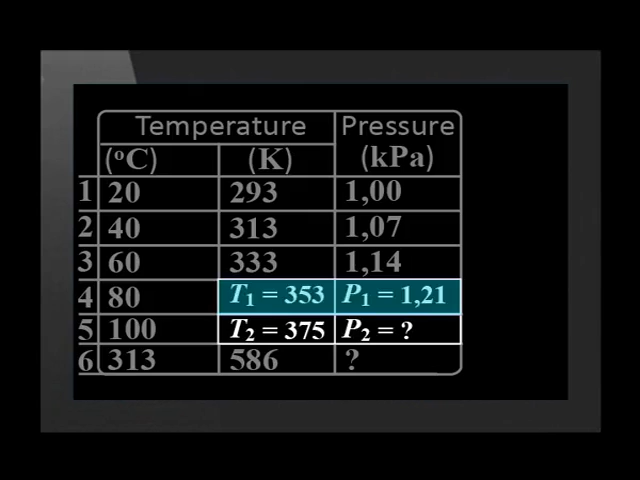 Temperature Pressure
(°C) (K) (kPa)
1 20 293 1,00
2 40 313 1,07
3 60 333 1,14
4 80 T₁ = 353 P₁ = 1,21
5 100 T₂ = 375 P₂ = ?
6 313 586 ?